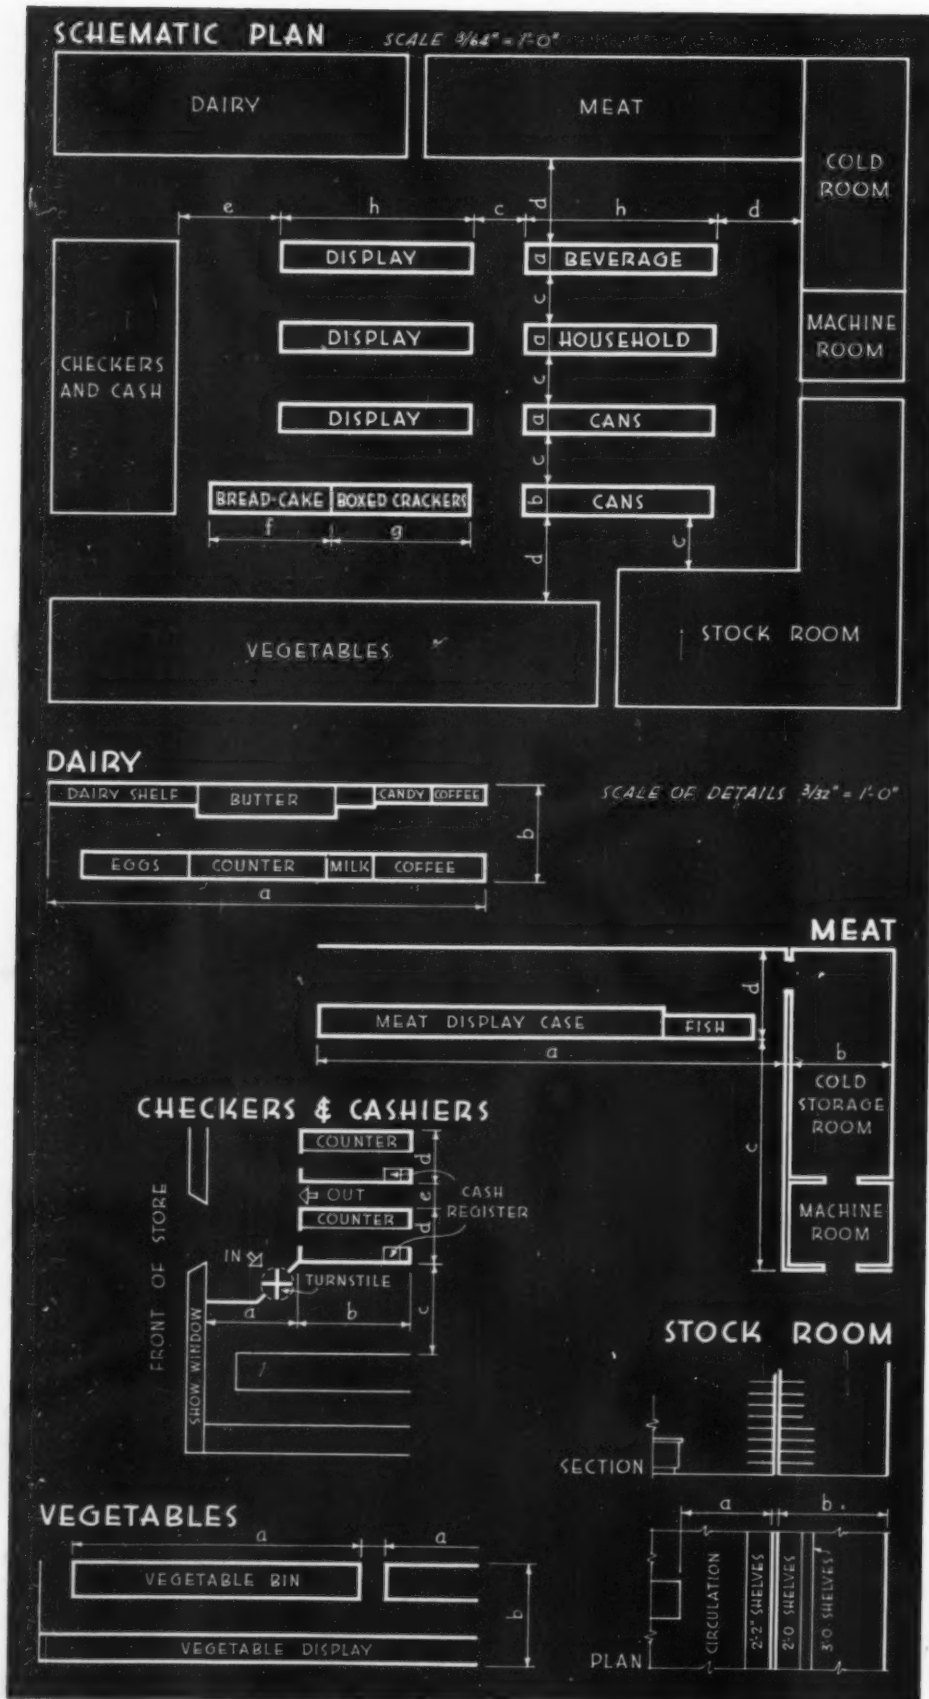 SCHEMATIC PLAN
SCALE 3/64" = 1'-0"
DAIRY
MEAT
COLD
ROOM
e
h
c
h
d
d
DISPLAY
a
BEVERAGE
c
MACHINE
ROOM
DISPLAY
a
HOUSEHOLD
CHECKERS
AND CASH
c
DISPLAY
a
CANS
c
BREAD-CAKE
BOXED CRACKERS
b
CANS
f
g
d
c
VEGETABLES
STOCK ROOM
DAIRY
SCALE OF DETAILS 3/32" = 1'-0"
DAIRY SHELF
BUTTER
CANDY
COFFEE
b
EGGS
COUNTER
MILK
COFFEE
a
MEAT
d
MEAT DISPLAY CASE
FISH
a
b
COLD
STORAGE
ROOM
c
MACHINE
ROOM
CHECKERS & CASHIERS
COUNTER
d
OUT
e
CASH
REGISTER
COUNTER
d
IN
TURNSTILE
FRONT OF STORE
a
b
c
SHOW WINDOW
STOCK ROOM
SECTION
a
b
CIRCULATION
2'-2" SHELVES
2'-0 SHELVES
3'-0 SHELVES
PLAN
VEGETABLES
a
a
VEGETABLE BIN
b
VEGETABLE DISPLAY